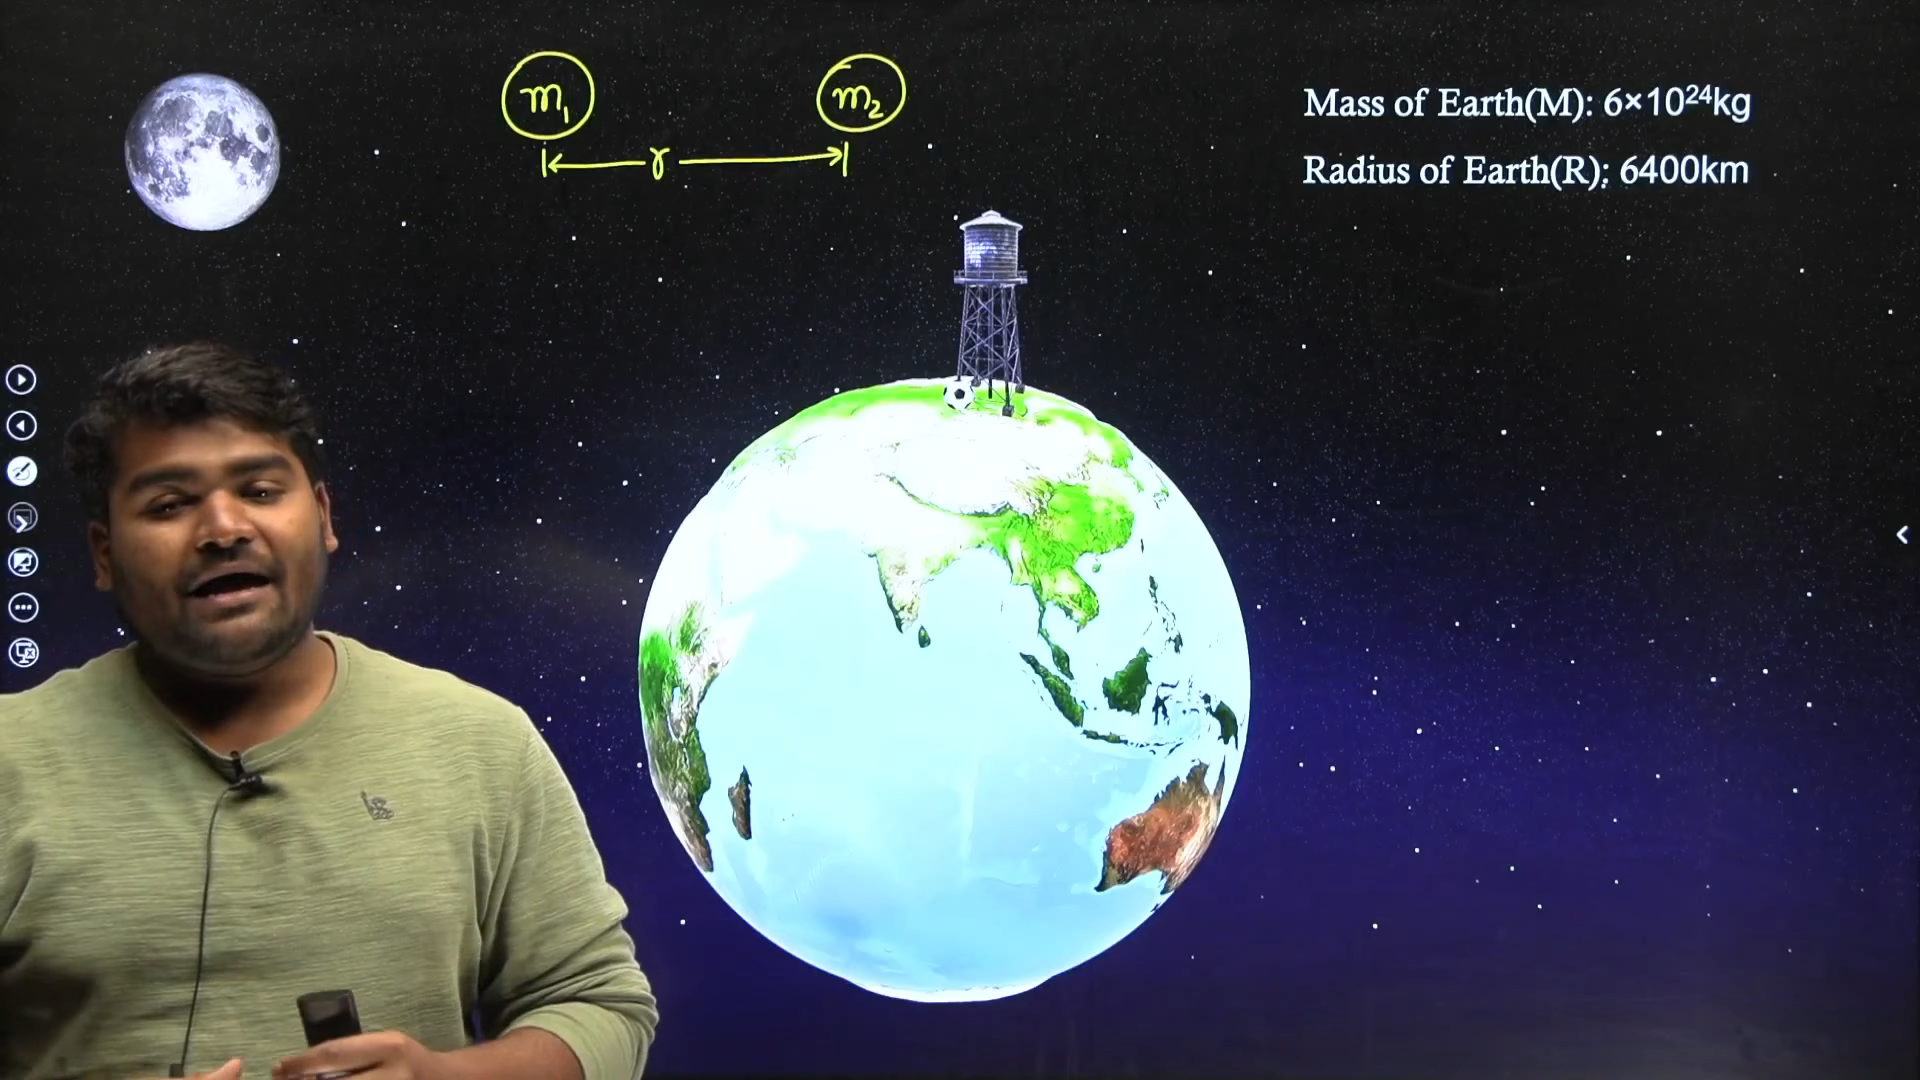 m₁ m₂
r
Mass of Earth(M): 6×10²⁴kg
Radius of Earth(R): 6400km